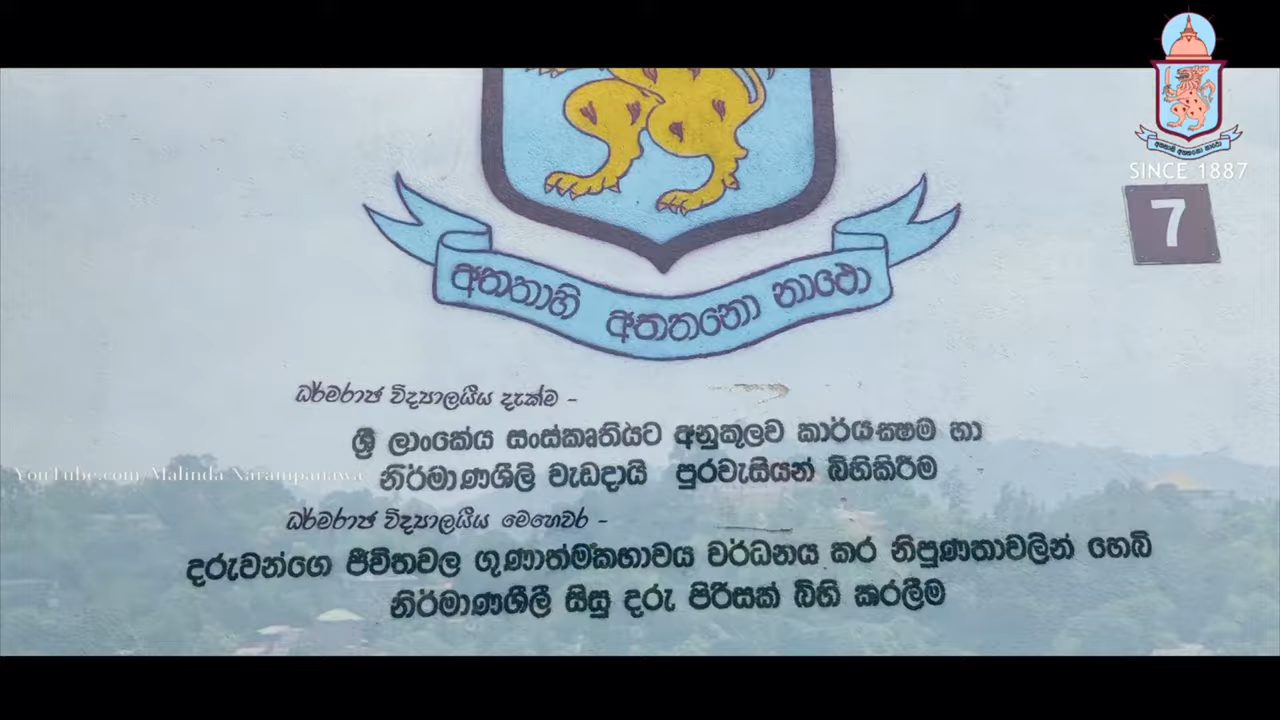 SINCE 1887
7
අත්තාහි අත්තනො නාථො
ධර්මරාජ විද්‍යාලයීය දැක්ම -
ශ්‍රී ලාංකේය සංස්කෘතියට අනුකූලව කාර්යක්ෂම හා
නිර්මාණශීලි වැඩදායි පුරවැසියන් බිහිකිරීම
YouTube.com/Malinda Narampanawa
ධර්මරාජ විද්‍යාලයීය මෙහෙවර -
දරුවන්ගෙ ජීවිතවල ගුණාත්මකභාවය වර්ධනය කර නිපුණතාවලින් හෙබි
නිර්මාණශීලී සිසු දරු පිරිසක් බිහි කරලීම